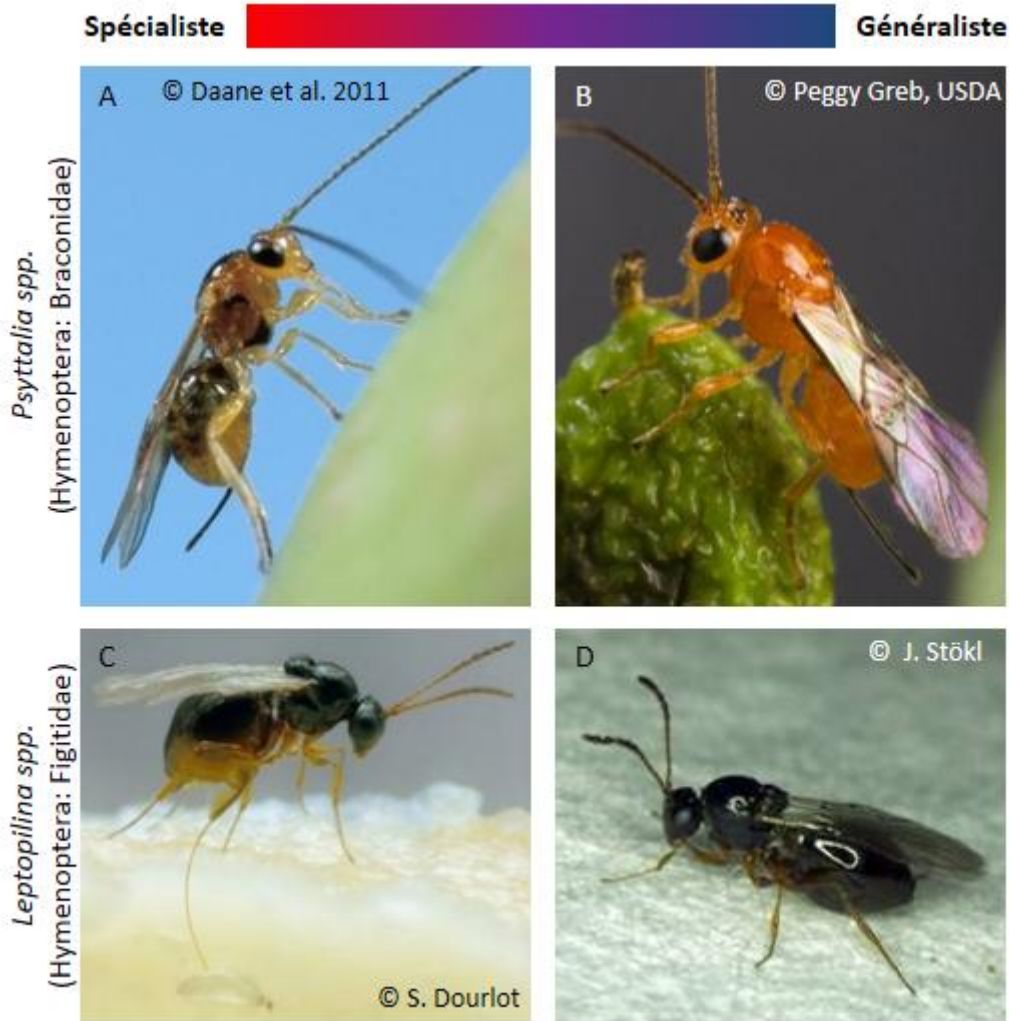 Spécialiste
Généraliste
A
© Daane et al. 2011
B
© Peggy Greb, USDA
Psyttalia spp.
(Hymenoptera: Braconidae)
C
© S. Dourlot
D
© J. Stökl
Leptopilina spp.
(Hymenoptera: Figitidae)